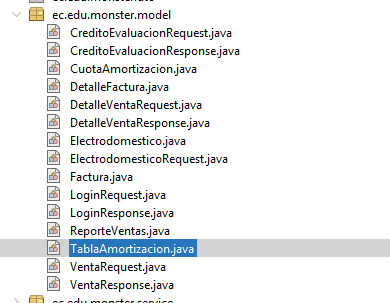 ec.edu.monster.model
CreditoEvaluacionRequest.java
CreditoEvaluacionResponse.java
CuotaAmortizacion.java
DetalleFactura.java
DetalleVentaRequest.java
DetalleVentaResponse.java
Electrodomestico.java
ElectrodomesticoRequest.java
Factura.java
LoginRequest.java
LoginResponse.java
ReporteVentas.java
TablaAmortizacion.java
VentaRequest.java
VentaResponse.java
ec.edu.monster.service